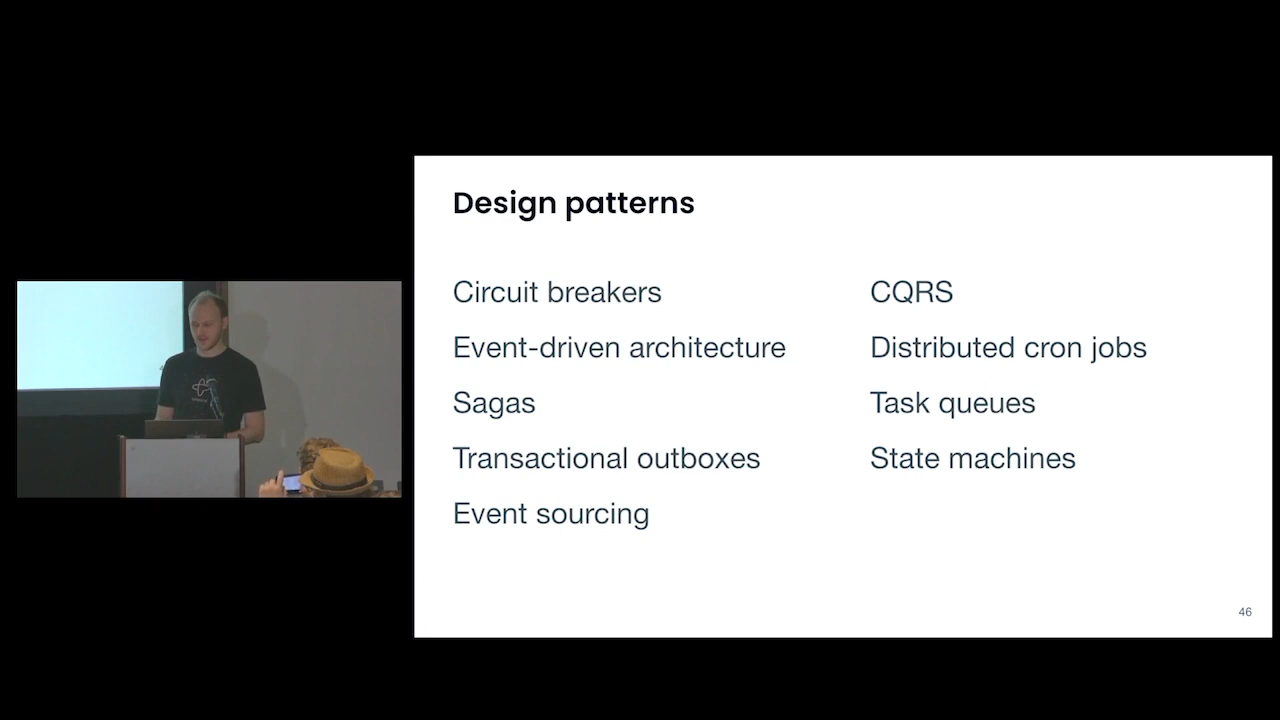 Design patterns
Circuit breakers
Event-driven architecture
Sagas
Transactional outboxes
Event sourcing
CQRS
Distributed cron jobs
Task queues
State machines
46